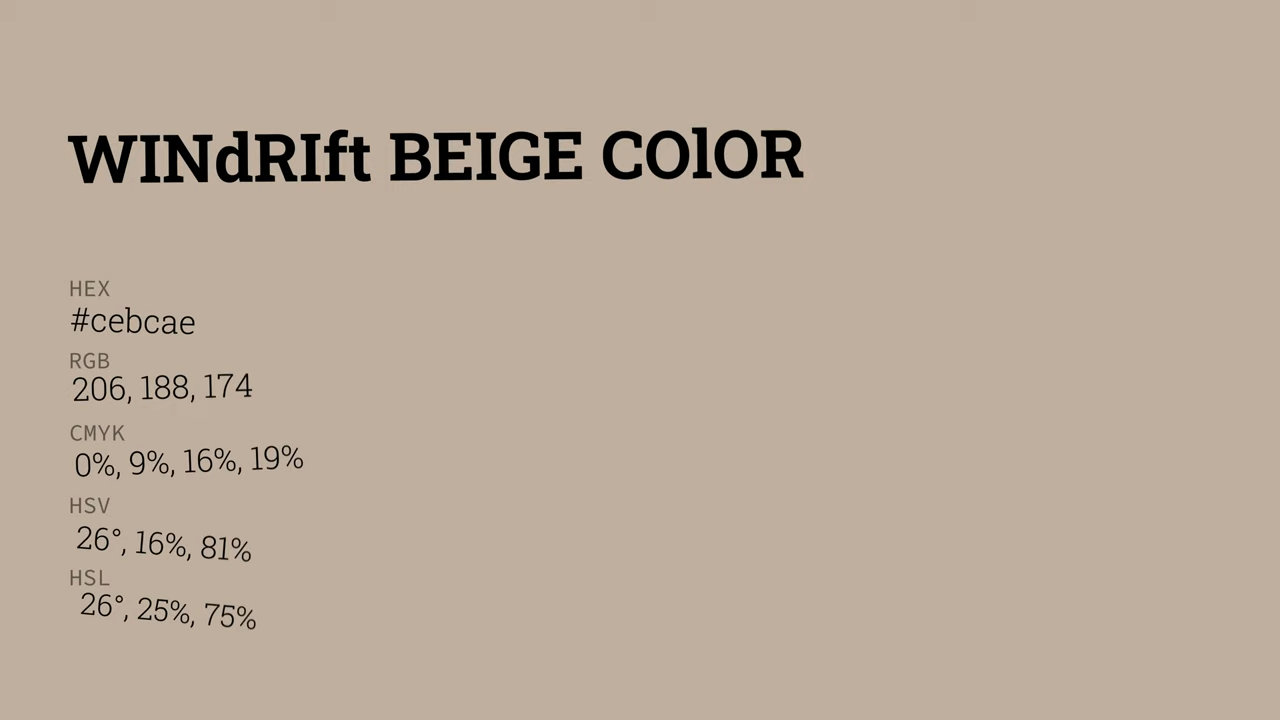 WINdRIft BEIGE COlOR
HEX
#cebcae
RGB
206, 188, 174
CMYK
0%, 9%, 16%, 19%
HSV
26°, 16%, 81%
HSL
26°, 25%, 75%